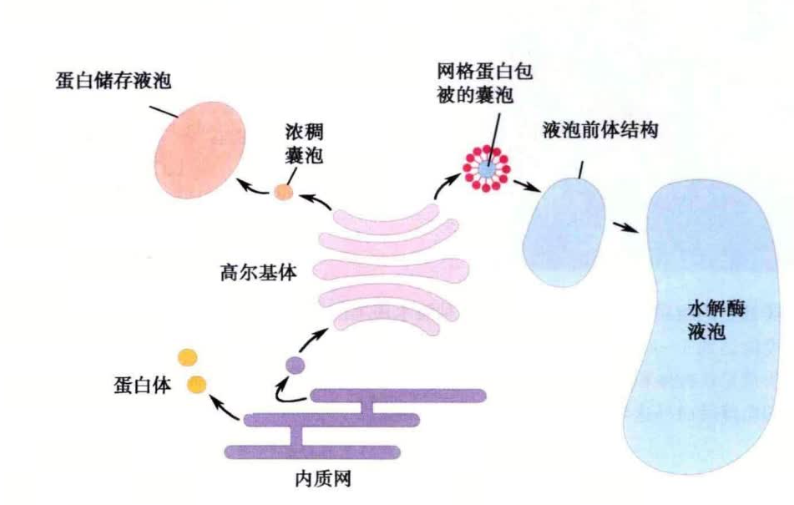 蛋白储存液泡
浓稠
囊泡
网格蛋白包
被的囊泡
液泡前体结构
高尔基体
水解酶
液泡
蛋白体
内质网